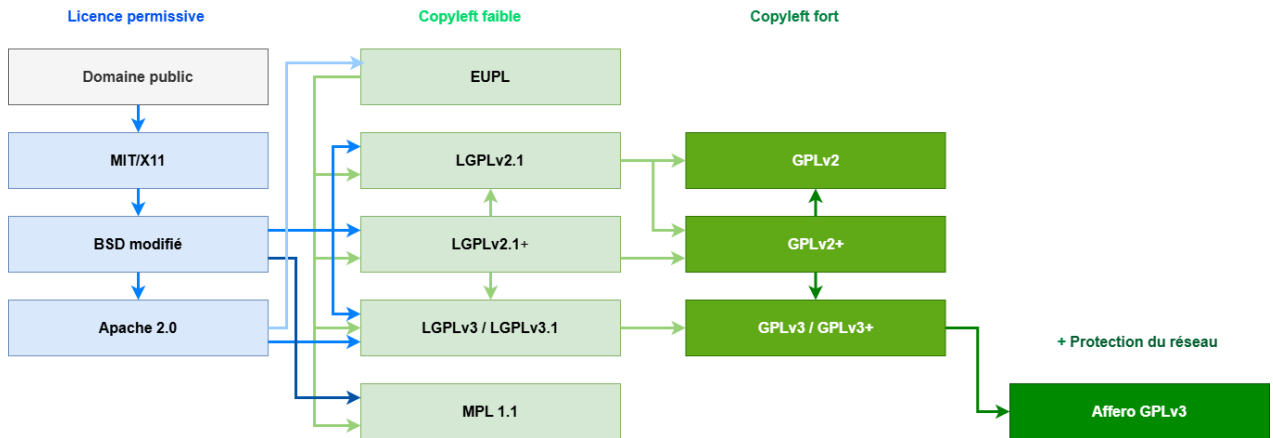 Licence permissive
Copyleft faible
Copyleft fort
Domaine public
EUPL
MIT/X11
LGPLv2.1
GPLv2
BSD modifié
LGPLv2.1+
GPLv2+
Apache 2.0
LGPLv3 / LGPLv3.1
GPLv3 / GPLv3+
+ Protection du réseau
MPL 1.1
Affero GPLv3